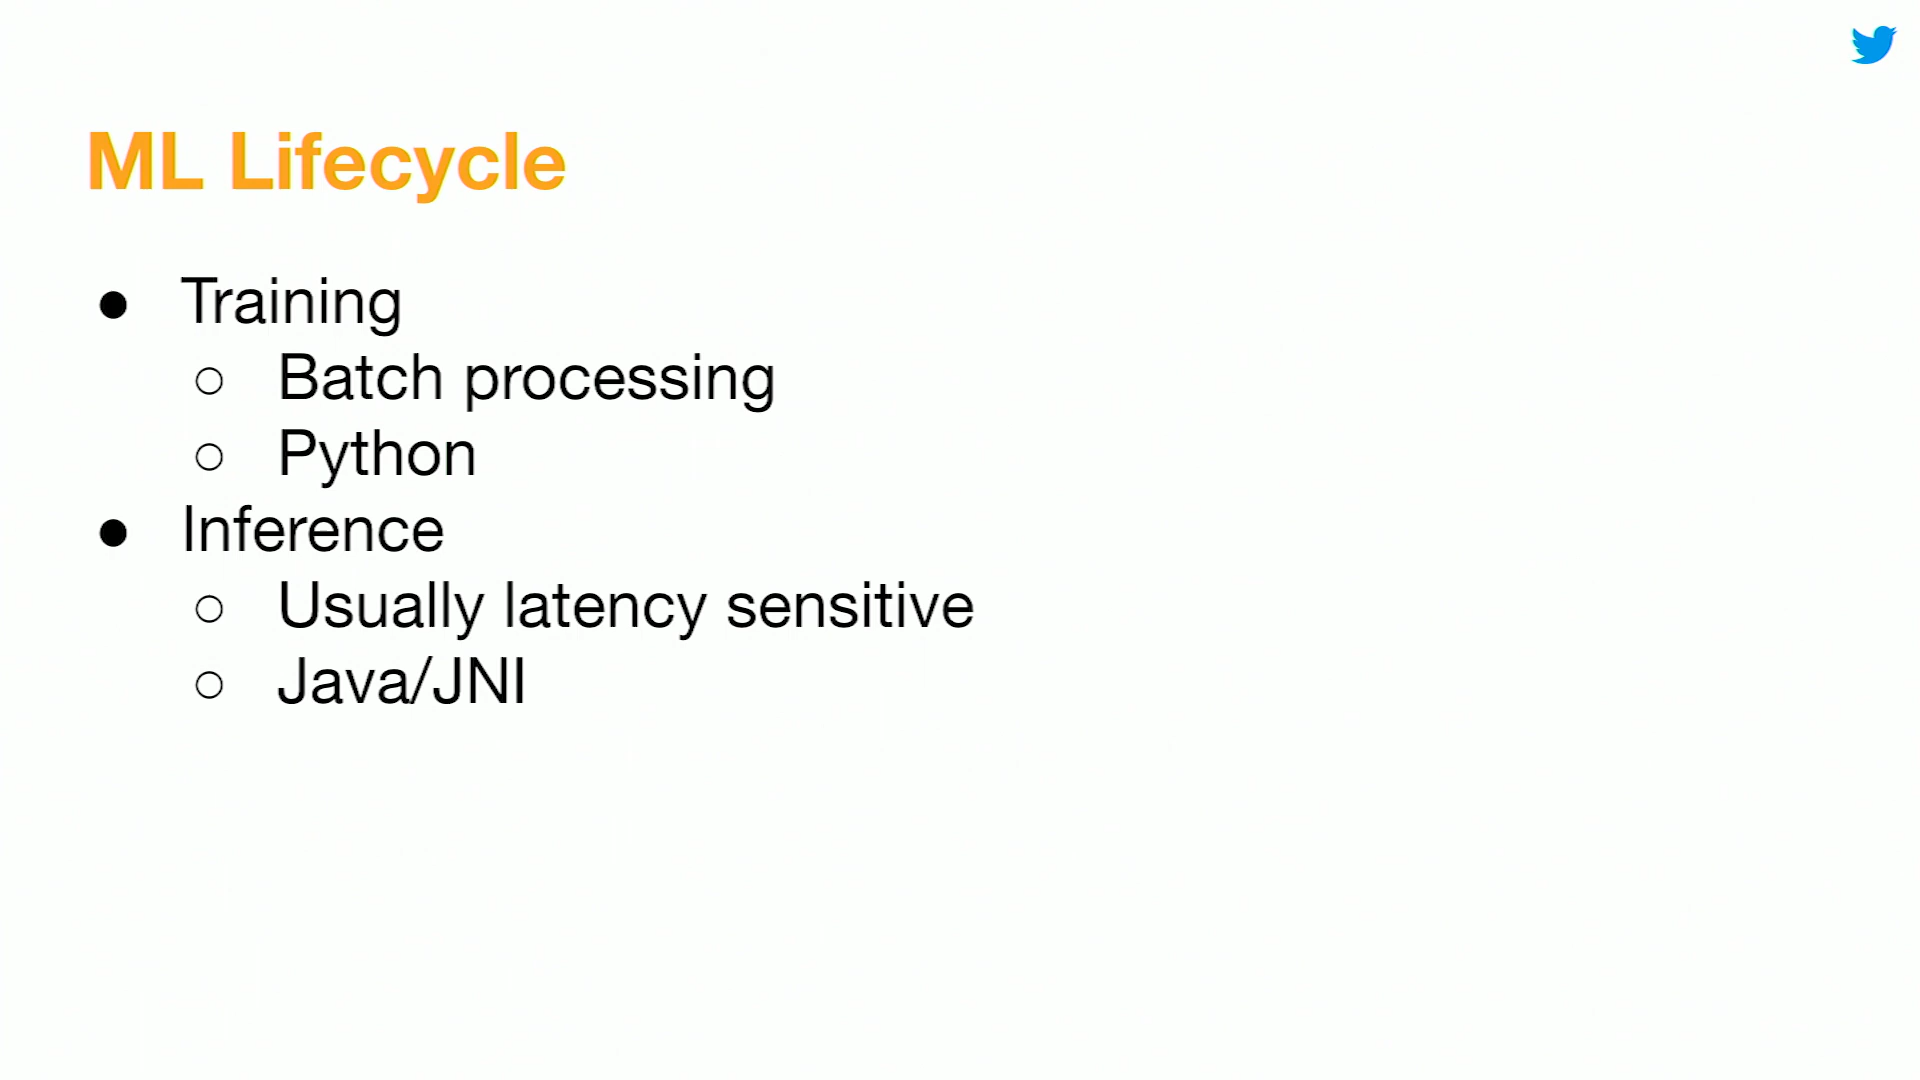 ML Lifecycle
● Training
○ Batch processing
○ Python
● Inference
○ Usually latency sensitive
○ Java/JNI